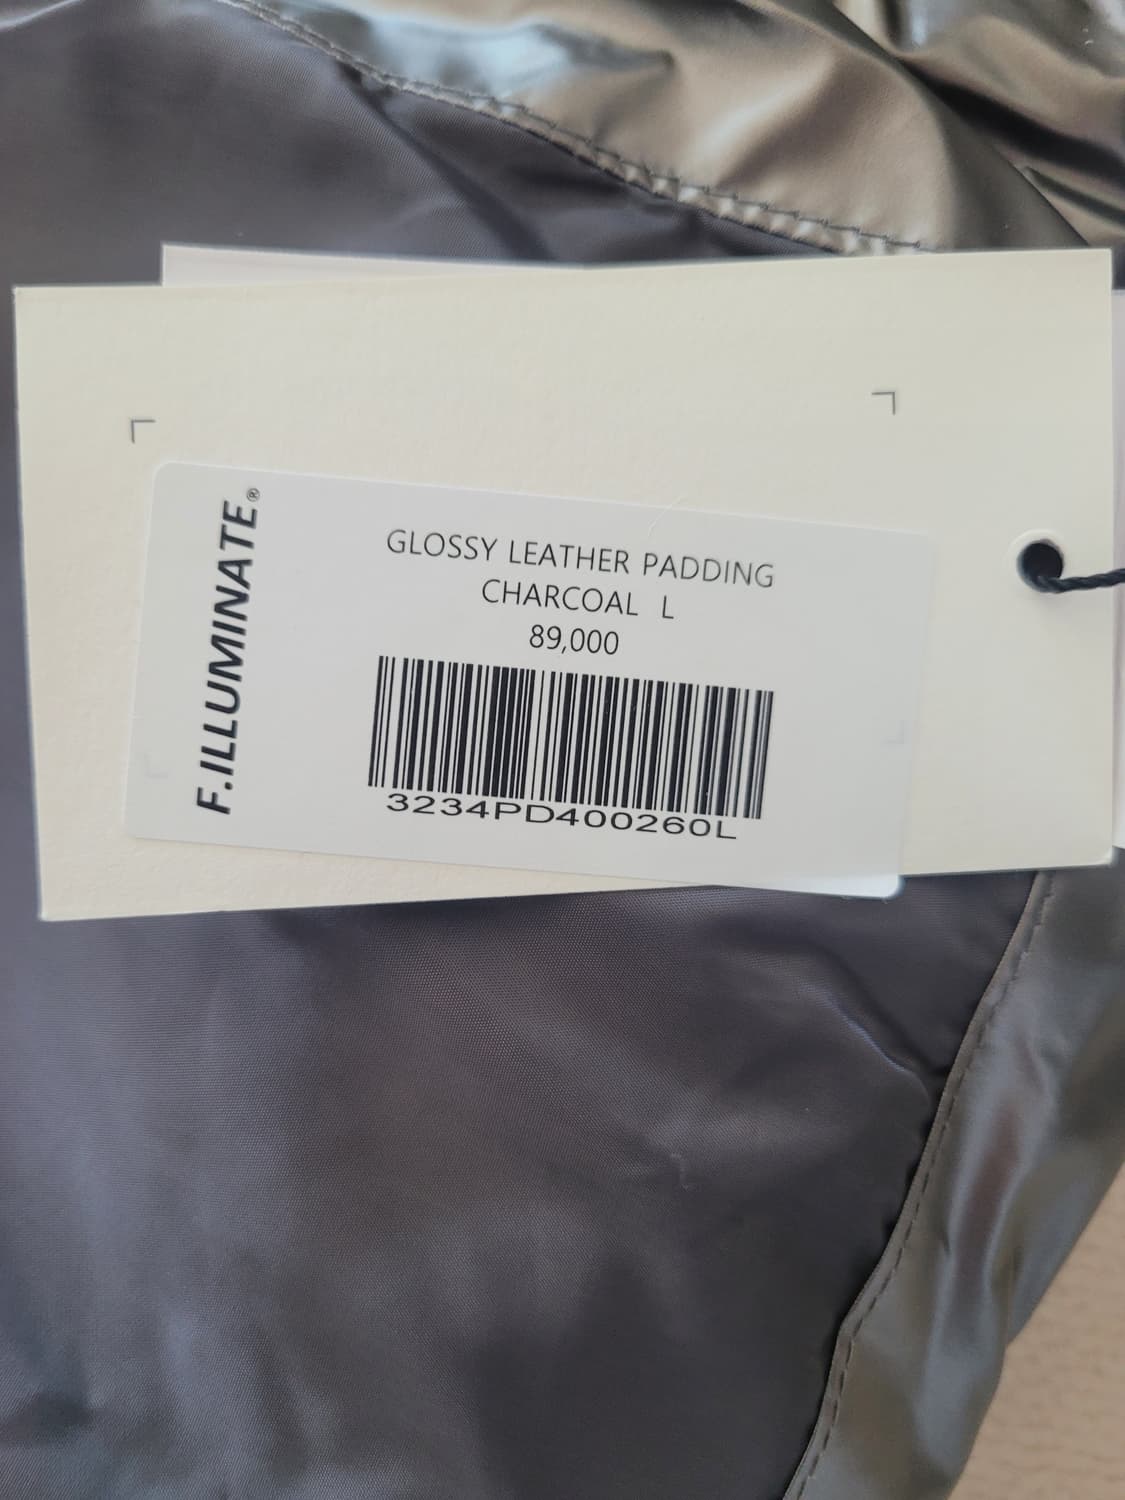 F.ILLUMINATE®
GLOSSY LEATHER PADDING
CHARCOAL L
89,000
3234PD400260L